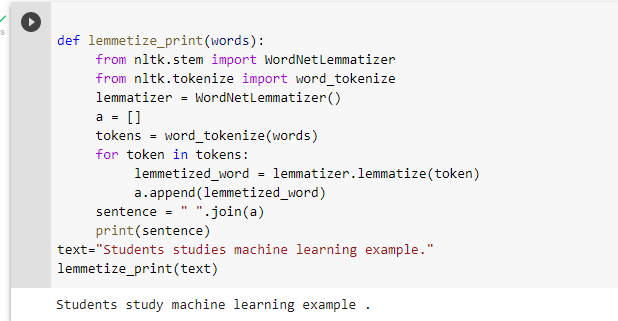 def lemmetize_print(words):
     from nltk.stem import WordNetLemmatizer
     from nltk.tokenize import word_tokenize
     lemmatizer = WordNetLemmatizer()
     a = []
     tokens = word_tokenize(words)
     for token in tokens:
          lemmetized_word = lemmatizer.lemmatize(token)
          a.append(lemmetized_word)
     sentence = " ".join(a)
     print(sentence)
text="Students studies machine learning example."
lemmetize_print(text)
Students study machine learning example .